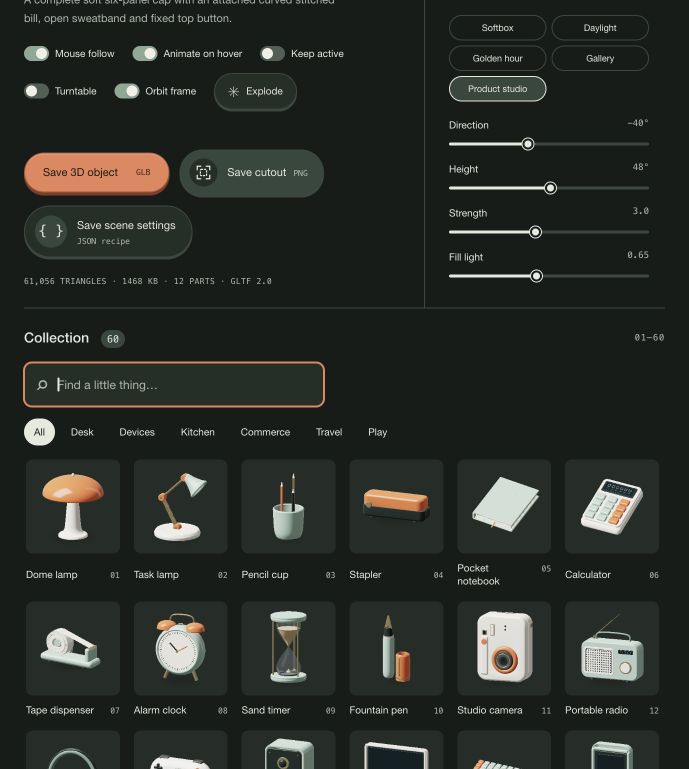 A complete soft six-panel cap with an attached curved stitched
bill, open sweatband and fixed top button.
Mouse follow
Animate on hover
Keep active
Turntable
Orbit frame
Explode
Save 3D object GLB
Save cutout PNG
{ } Save scene settings
JSON recipe
61,056 TRIANGLES · 1468 KB · 12 PARTS · GLTF 2.0
Softbox
Daylight
Golden hour
Gallery
Product studio
Direction −40°
Height 48°
Strength 3.0
Fill light 0.65
Collection 60
01–60
Find a little thing...
All
Desk
Devices
Kitchen
Commerce
Travel
Play
Dome lamp 01
Task lamp 02
Pencil cup 03
Stapler 04
Pocket
notebook 05
Calculator 06
Tape dispenser 07
Alarm clock 08
Sand timer 09
Fountain pen 10
Studio camera 11
Portable radio 12